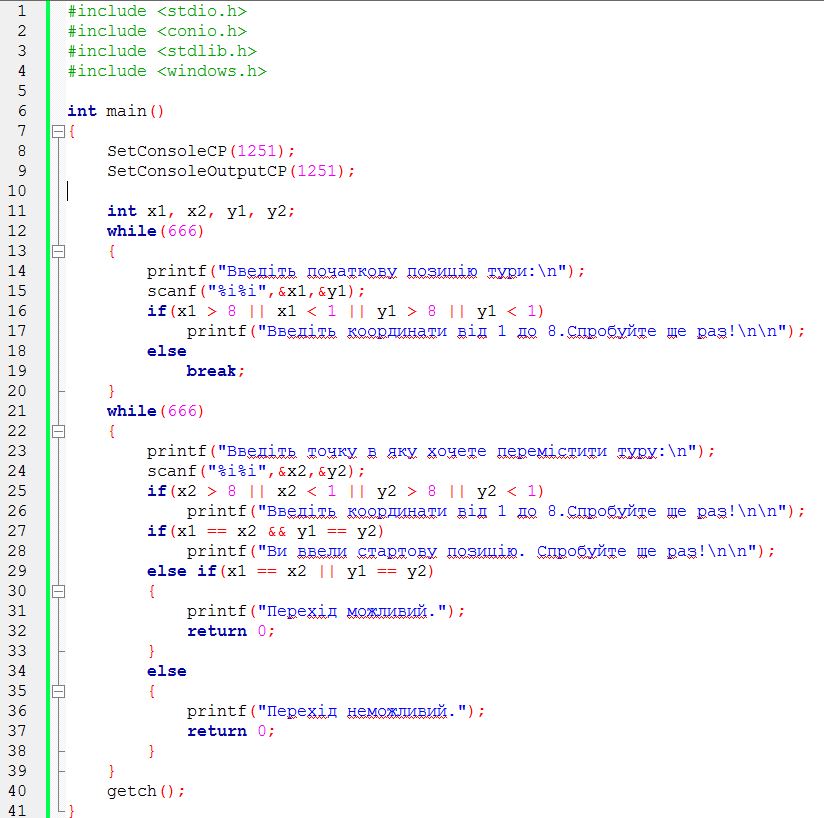 1 #include <stdio.h>
2 #include <conio.h>
3 #include <stdlib.h>
4 #include <windows.h>
5
6 int main()
7 {
8 SetConsoleCP(1251);
9 SetConsoleOutputCP(1251);
10
11 int x1, x2, y1, y2;
12 while(666)
13 {
14 printf("Введіть початкову позицію тури:\n");
15 scanf("%i%i",&x1,&y1);
16 if(x1 > 8 || x1 < 1 || y1 > 8 || y1 < 1)
17 printf("Введіть координати від 1 до 8.Спробуйте ще раз!\n\n");
18 else
19 break;
20 }
21 while(666)
22 {
23 printf("Введіть точку в яку хочете перемістити туру:\n");
24 scanf("%i%i",&x2,&y2);
25 if(x2 > 8 || x2 < 1 || y2 > 8 || y2 < 1)
26 printf("Введіть координати від 1 до 8.Спробуйте ще раз!\n\n");
27 if(x1 == x2 && y1 == y2)
28 printf("Ви ввели стартову позицію. Спробуйте ще раз!\n\n");
29 else if(x1 == x2 || y1 == y2)
30 {
31 printf("Перехід можливий.");
32 return 0;
33 }
34 else
35 {
36 printf("Перехід неможливий.");
37 return 0;
38 }
39 }
40 getch();
41 }